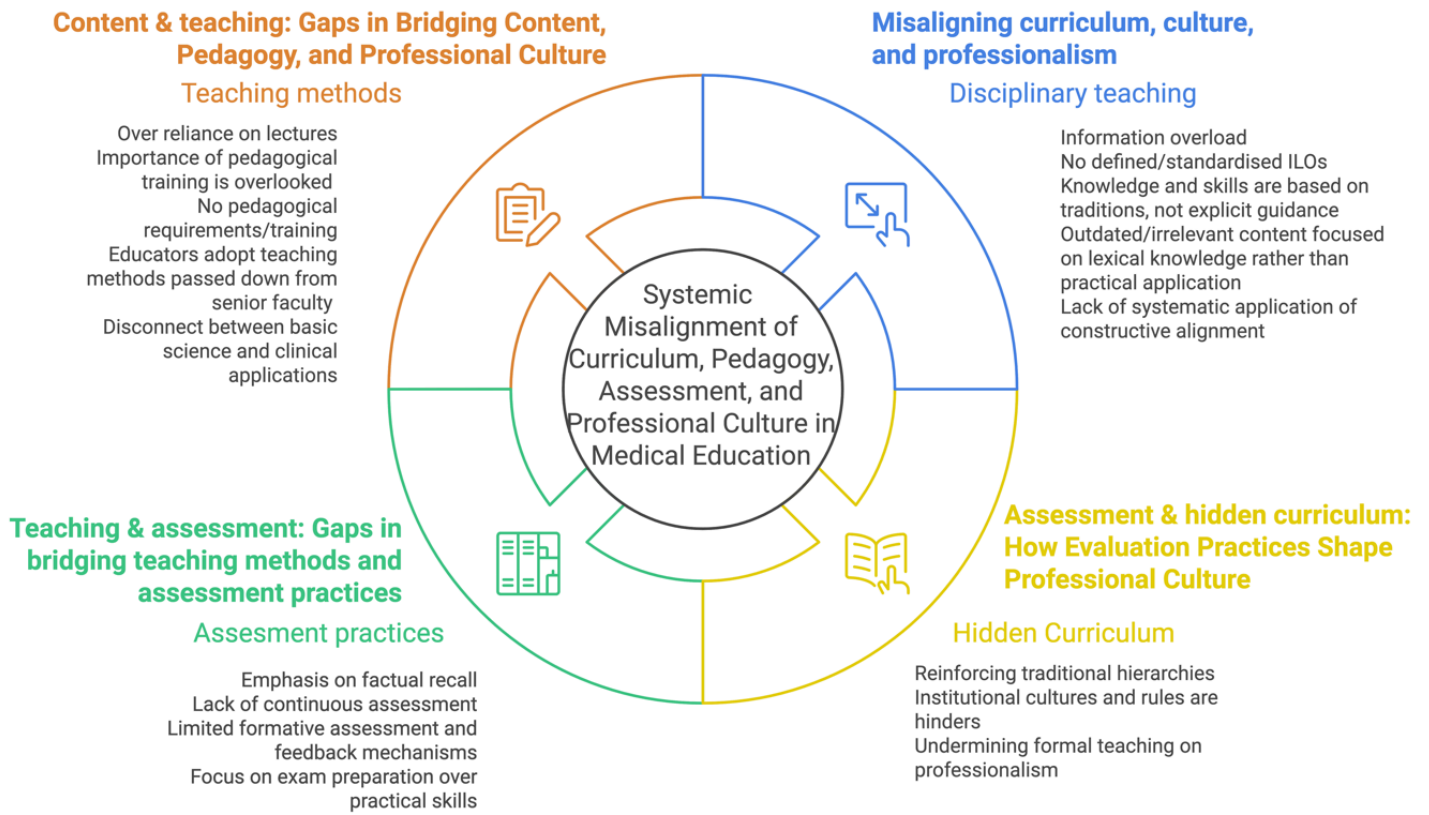 Content & teaching: Gaps in Bridging Content,
Pedagogy, and Professional Culture
Teaching methods
Over reliance on lectures
Importance of pedagogical
training is overlooked
No pedagogical
requirements/training
Educators adopt teaching
methods passed down from
senior faculty
Disconnect between basic
science and clinical
applications
Misaligning curriculum, culture,
and professionalism
Disciplinary teaching
Information overload
No defined/standardised ILOs
Knowledge and skills are based on
traditions, not explicit guidance
Outdated/irrelevant content focused
on lexical knowledge rather than
practical application
Lack of systematic application of
constructive alignment
Systemic
Misalignment of
Curriculum, Pedagogy,
Assessment, and
Professional Culture in
Medical Education
Teaching & assessment: Gaps in
bridging teaching methods and
assessment practices
Assesment practices
Emphasis on factual recall
Lack of continuous assessment
Limited formative assessment and
feedback mechanisms
Focus on exam preparation over
practical skills
Assessment & hidden curriculum:
How Evaluation Practices Shape
Professional Culture
Hidden Curriculum
Reinforcing traditional hierarchies
Institutional cultures and rules are
hinders
Undermining formal teaching on
professionalism